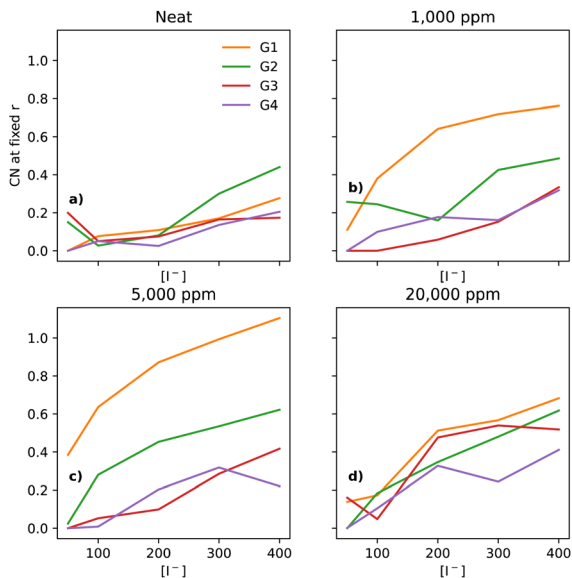 Neat
1,000 ppm
1.0
0.8
0.6
0.4
0.2
0.0
CN at fixed r
G1
G2
G3
G4
a)
b)
[I⁻]
[I⁻]
5,000 ppm
20,000 ppm
1.0
0.8
0.6
0.4
0.2
0.0
c)
d)
100 200 300 400
100 200 300 400
[I⁻]
[I⁻]